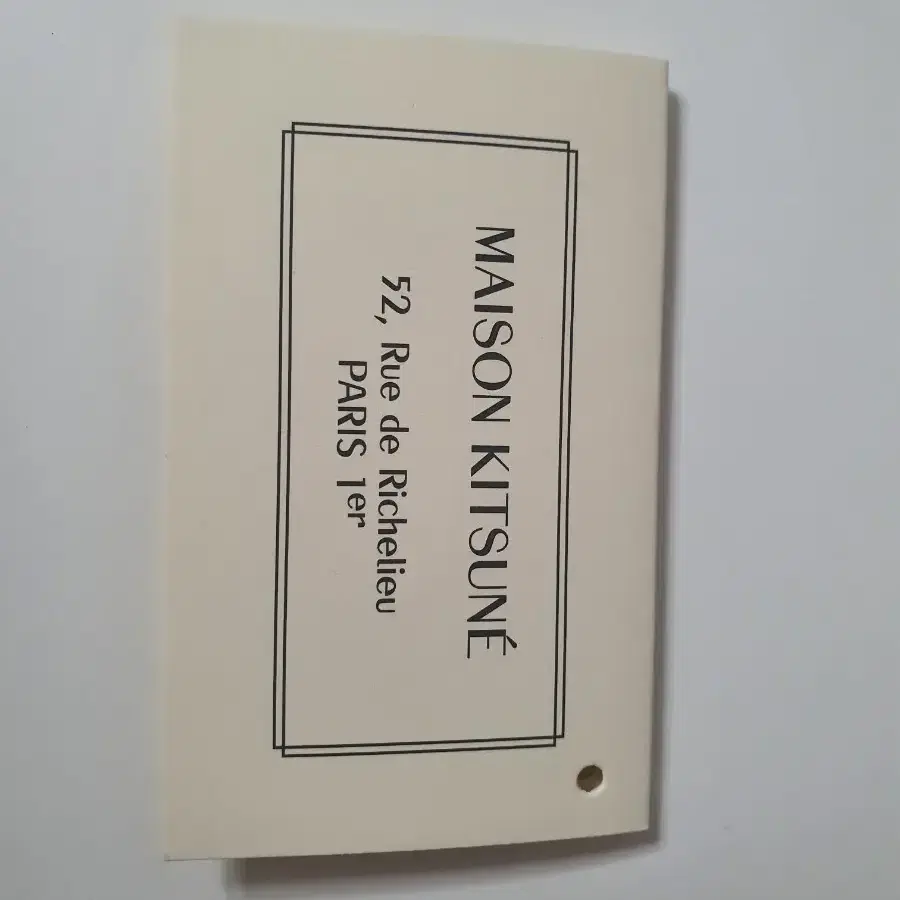 MAISON KITSUNÉ
52, Rue de Richelieu
PARIS 1er